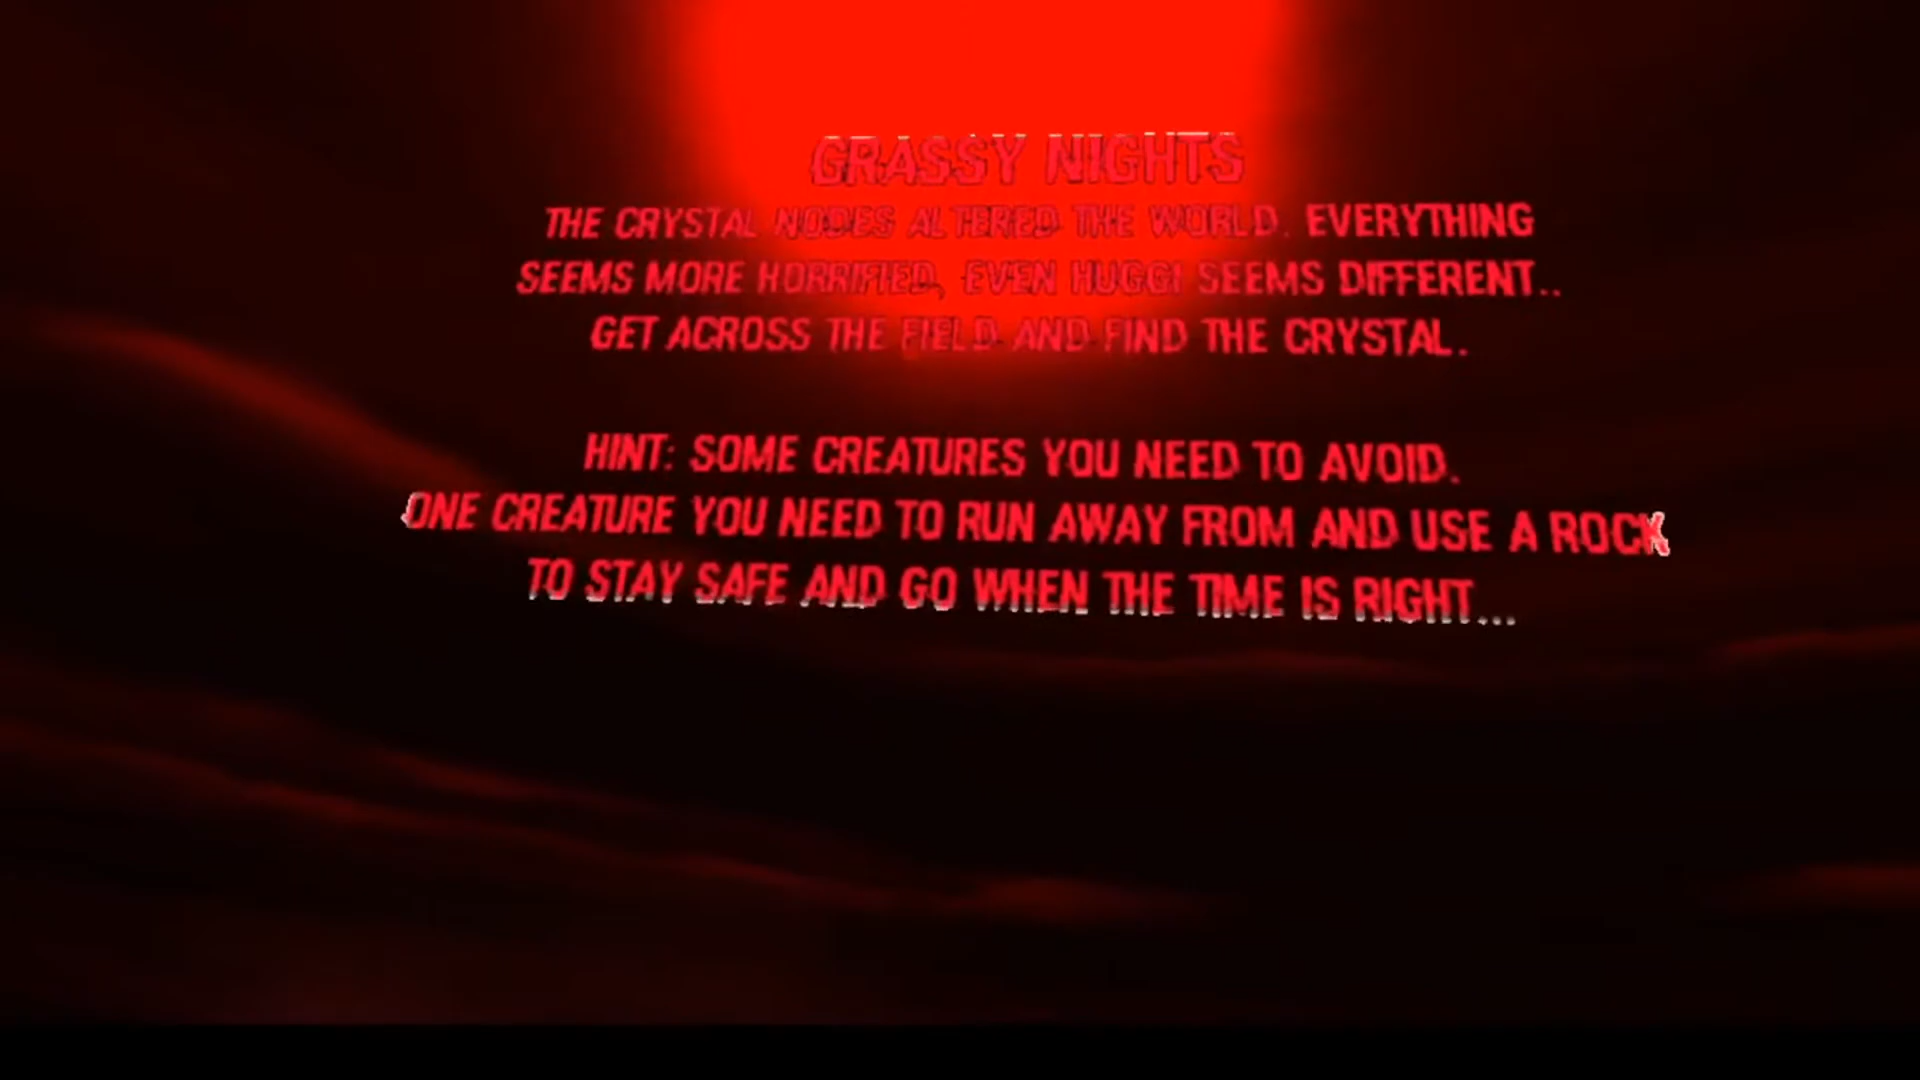 GRASSY NIGHTS
THE CRYSTAL NODES ALTERED THE WORLD. EVERYTHING
SEEMS MORE HORRIFIED, EVEN HUGGI SEEMS DIFFERENT..
GET ACROSS THE FIELD AND FIND THE CRYSTAL.
HINT: SOME CREATURES YOU NEED TO AVOID.
ONE CREATURE YOU NEED TO RUN AWAY FROM AND USE A ROCK
TO STAY SAFE AND GO WHEN THE TIME IS RIGHT...